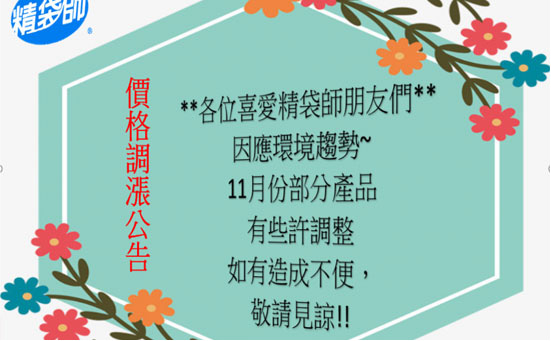 精袋師®
價格調漲公告
**各位喜愛精袋師朋友們**
因應環境趨勢~
11月份部分產品
有些許調整
如有造成不便，
敬請見諒!!